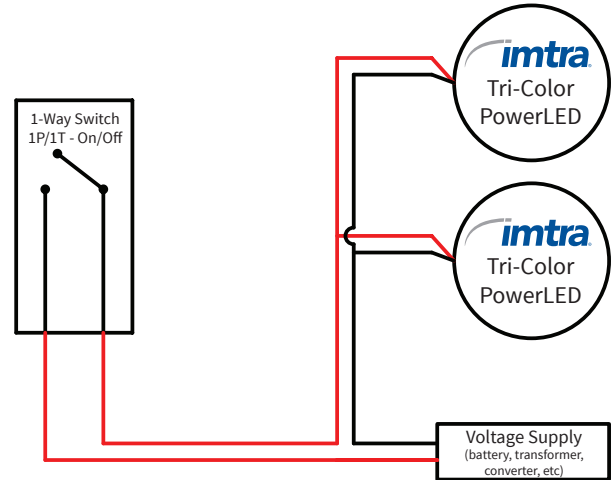 1-Way Switch
1P/1T - On/Off
imtra
Tri-Color
PowerLED
imtra
Tri-Color
PowerLED
Voltage Supply
(battery, transformer,
converter, etc)